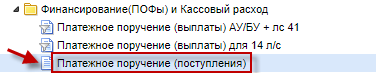 Финансирование(ПОФы) и Кассовый расход
Платежное поручение (выплаты) АУ/БУ + лс 41
Платежное поручение (выплаты) для 14 л/с
Платежное поручение (поступления)